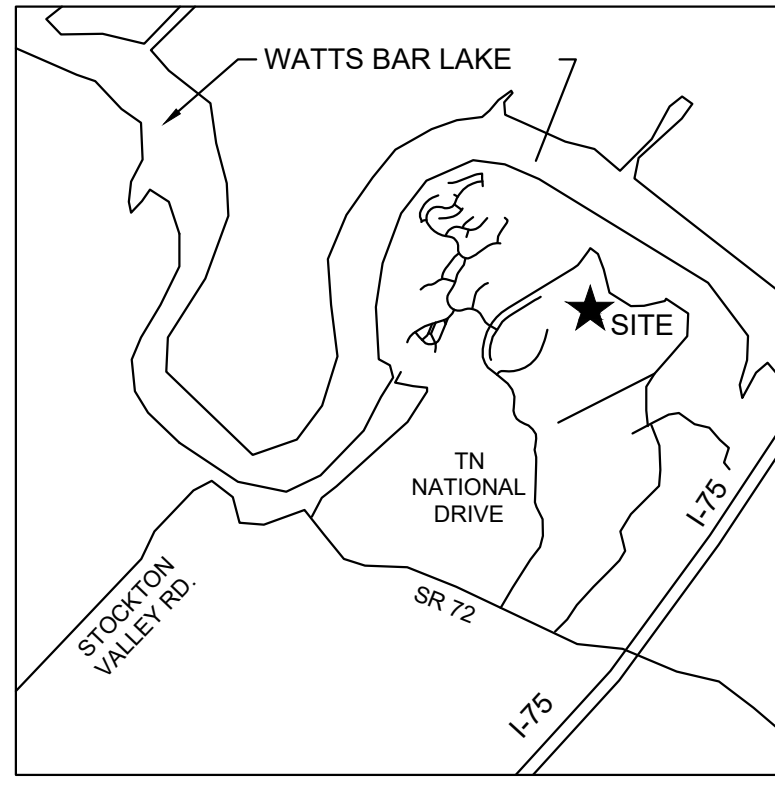 WATTS BAR LAKE
SITE
TN
NATIONAL
DRIVE
I-75
STOCKTON
VALLEY RD.
SR 72
I-75